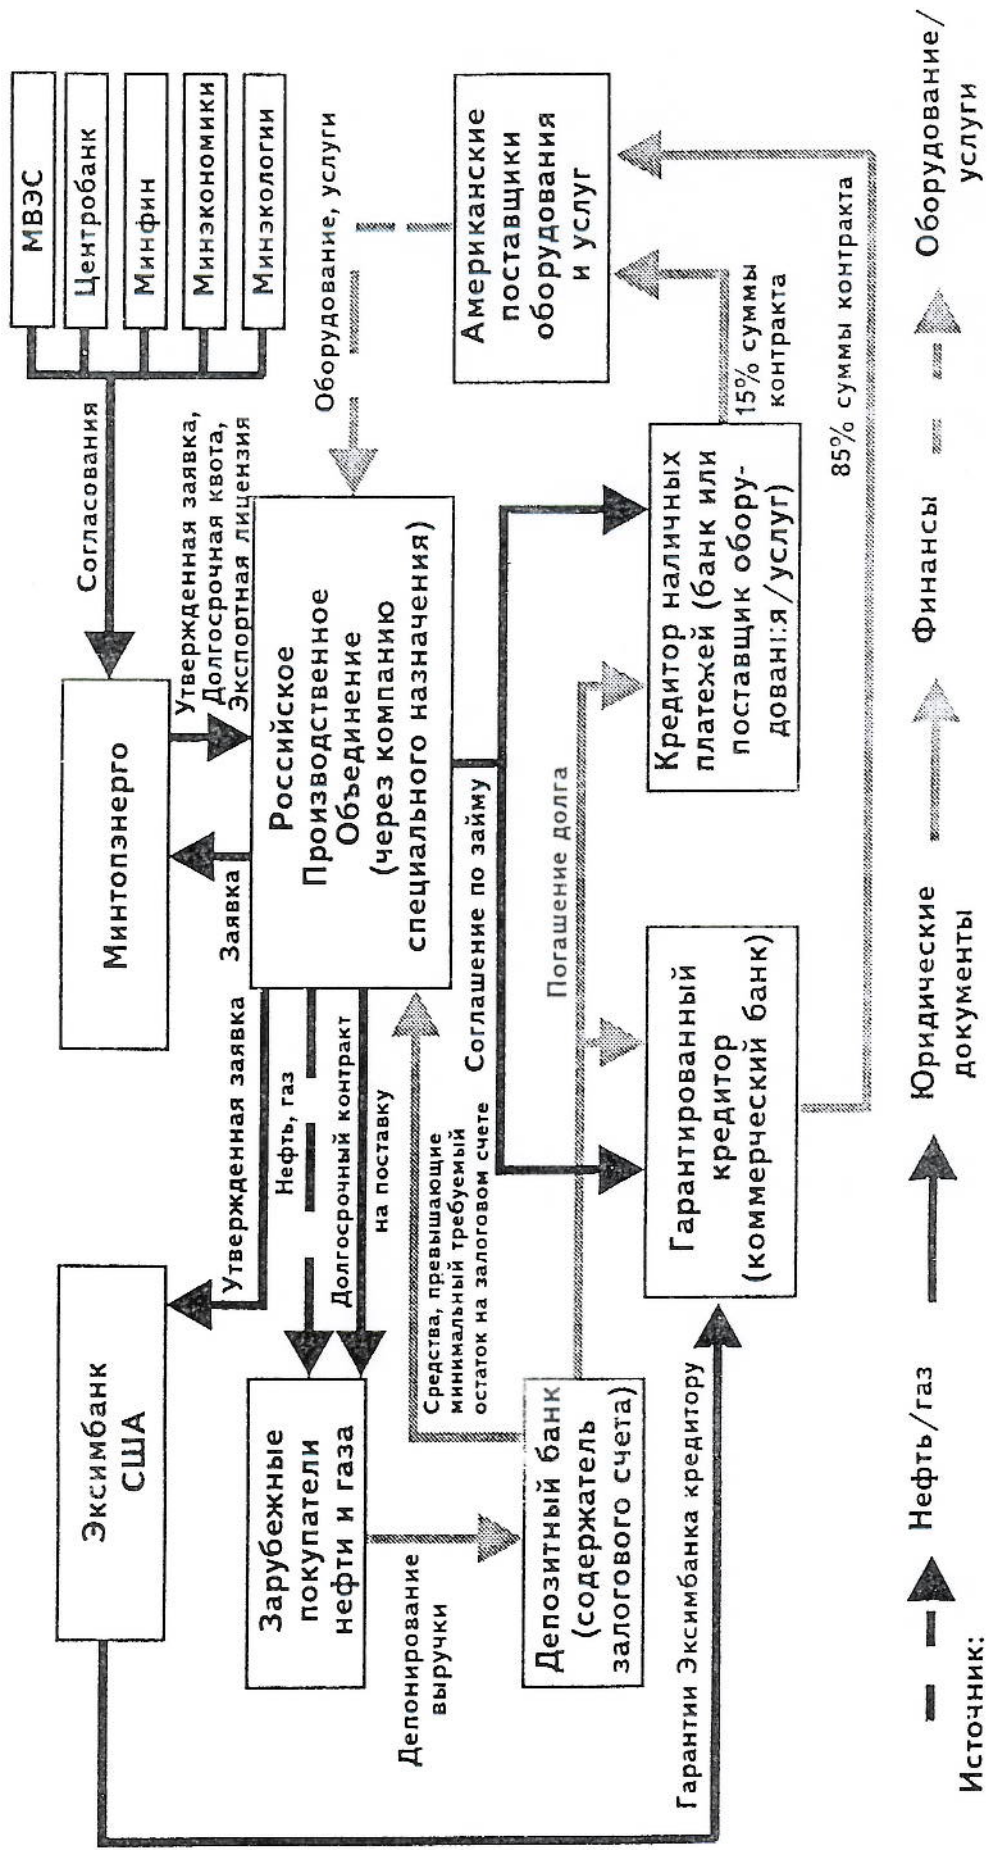 МВЭС
Центробанк
Минфин
Минэкономики
Минэкологии
Согласования
Эксимбанк
США
Минтопэнерго
Утвержденная заявка,
Долгосрочная квота,
Экспортная лицензия
Заявка
Утвержденная заявка
Нефть, газ
Долгосрочный контракт
на поставку
Российское
Производственное
Объединение
(через компанию
специального назначения)
Оборудование, услуги
Зарубежные
покупатели
нефти и газа
Средства, превышающие
минимальный требуемый
остаток на залоговом счете
Соглашение по займу
Американские
поставщики
оборудования
и услуг
Депонирование
выручки
Депозитный банк
(содержатель
залогового счета)
Погашение долга
Гарантированный
кредитор
(коммерческий банк)
Кредитор наличных
платежей (банк или
поставщик обору-
дования/услуг)
15% суммы
контракта
85% суммы контракта
Гарантии Эксимбанка кредитору
Нефть/газ
Юридические
документы
Финансы
Оборудование/
услуги
Источник: